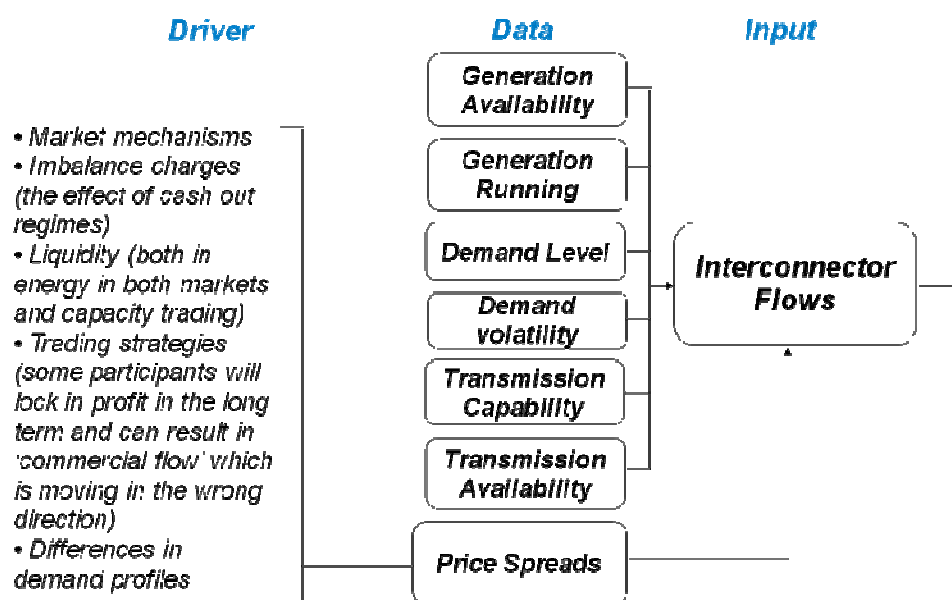 Driver
Data
Input
• Market mechanisms
• Imbalance charges
(the effect of cash out
regimes)
• Liquidity (both in
energy in both markets
and capacity trading)
• Trading strategies
(some participants will
lock in profit in the long
term and can result in
'commercial flow' which
is moving in the wrong
direction)
• Differences in
demand profiles
Generation
Availability
Generation
Running
Demand Level
Demand
volatility
Transmission
Capability
Transmission
Availability
Price Spreads
Interconnector
Flows